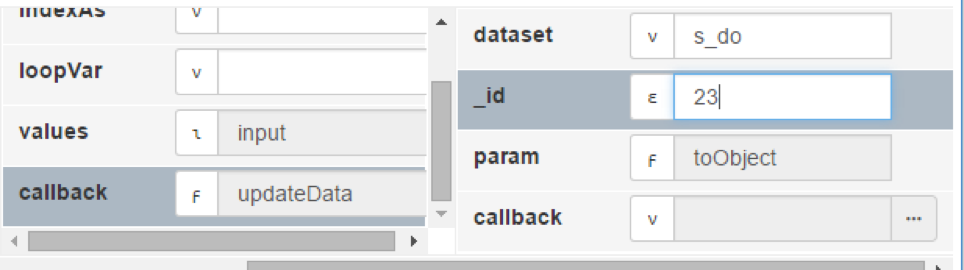 indexAs v
loopVar v
values ι input
callback F updateData
dataset v s_do
_id ε 23
param F toObject
callback v ...